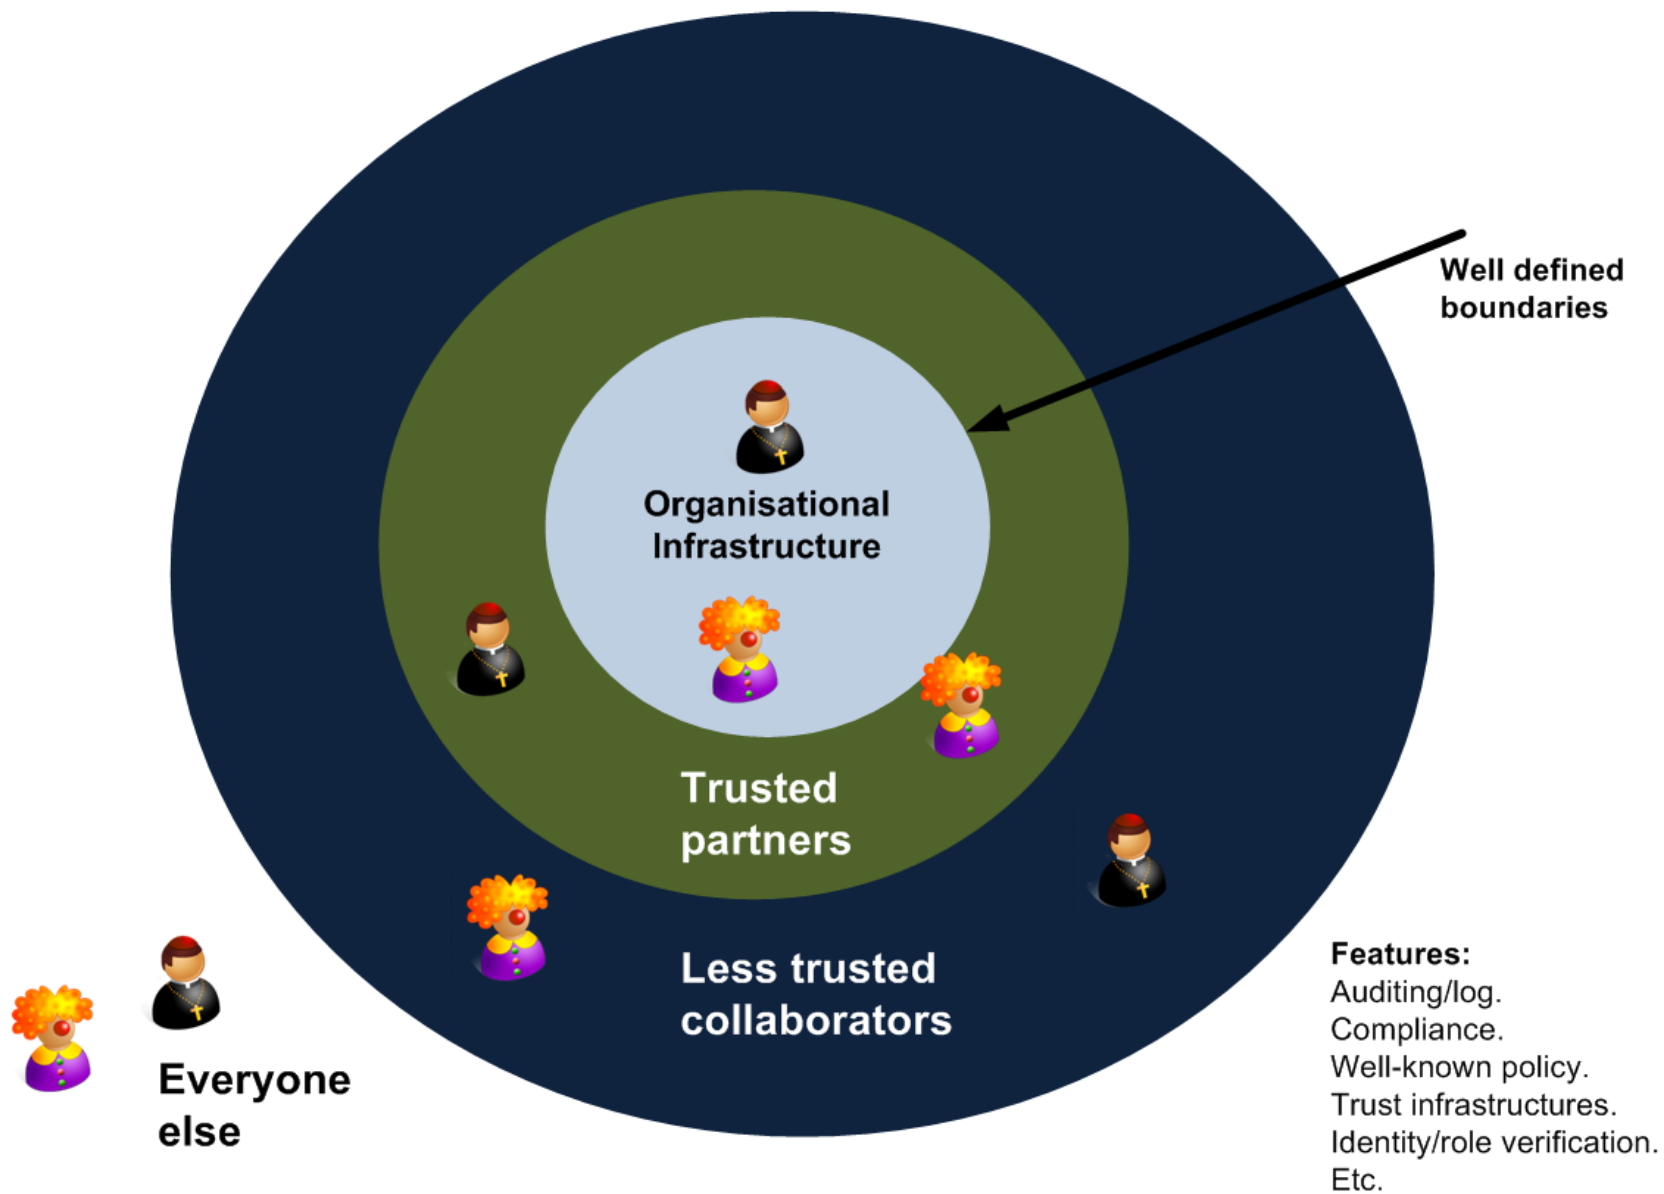 Well defined
boundaries
Organisational
Infrastructure
Trusted
partners
Less trusted
collaborators
Everyone
else
Features:
Auditing/log.
Compliance.
Well-known policy.
Trust infrastructures.
Identity/role verification.
Etc.